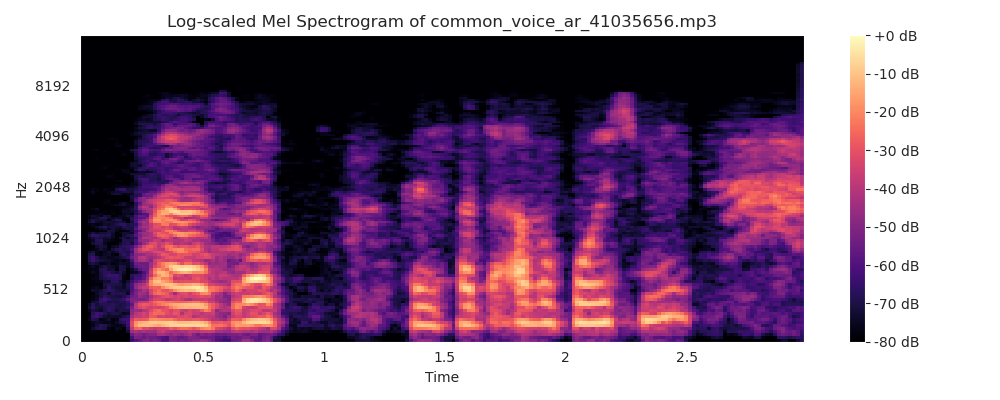 Log-scaled Mel Spectrogram of common_voice_ar_41035656.mp3
8192
4096
2048
1024
512
0
Hz
0
0.5
1
1.5
2
2.5
Time
+0 dB
-10 dB
-20 dB
-30 dB
-40 dB
-50 dB
-60 dB
-70 dB
-80 dB